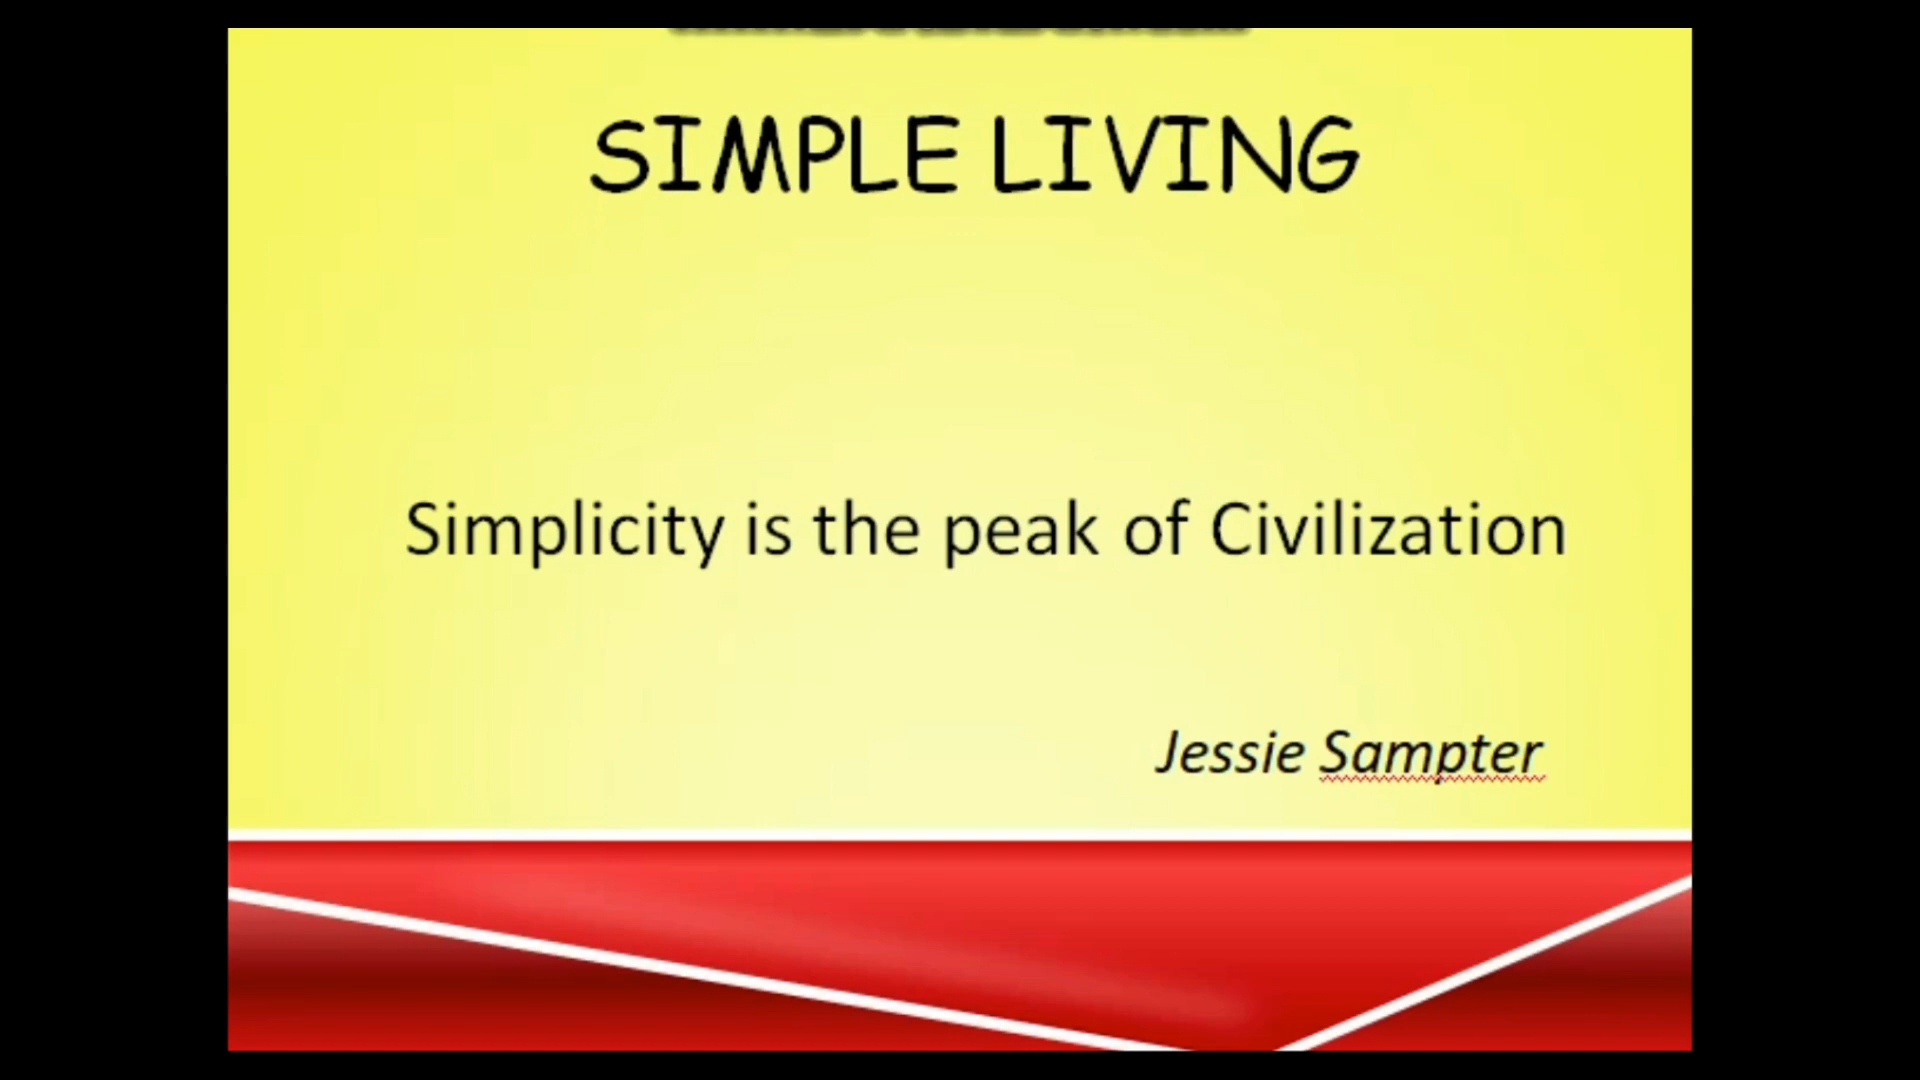 SIMPLE LIVING
Simplicity is the peak of Civilization
Jessie Sampter